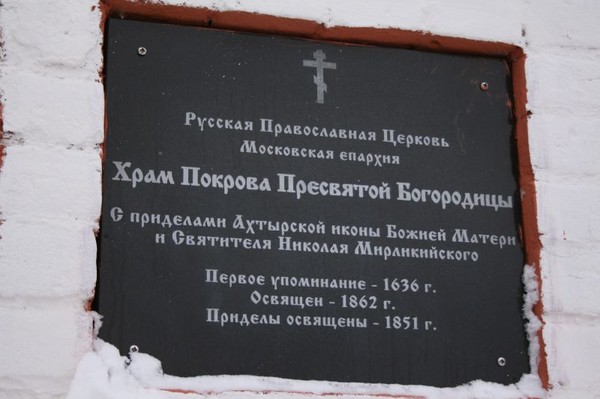 Русская Православная Церковь
Московская епархия
Храм Покрова Пресвятой Богородицы
С приделами Ахтырской иконы Божией Матери
и Святителя Николая Мирликийского
Первое упоминание - 1636 г.
Освящен - 1862 г.
Приделы освящены - 1851 г.